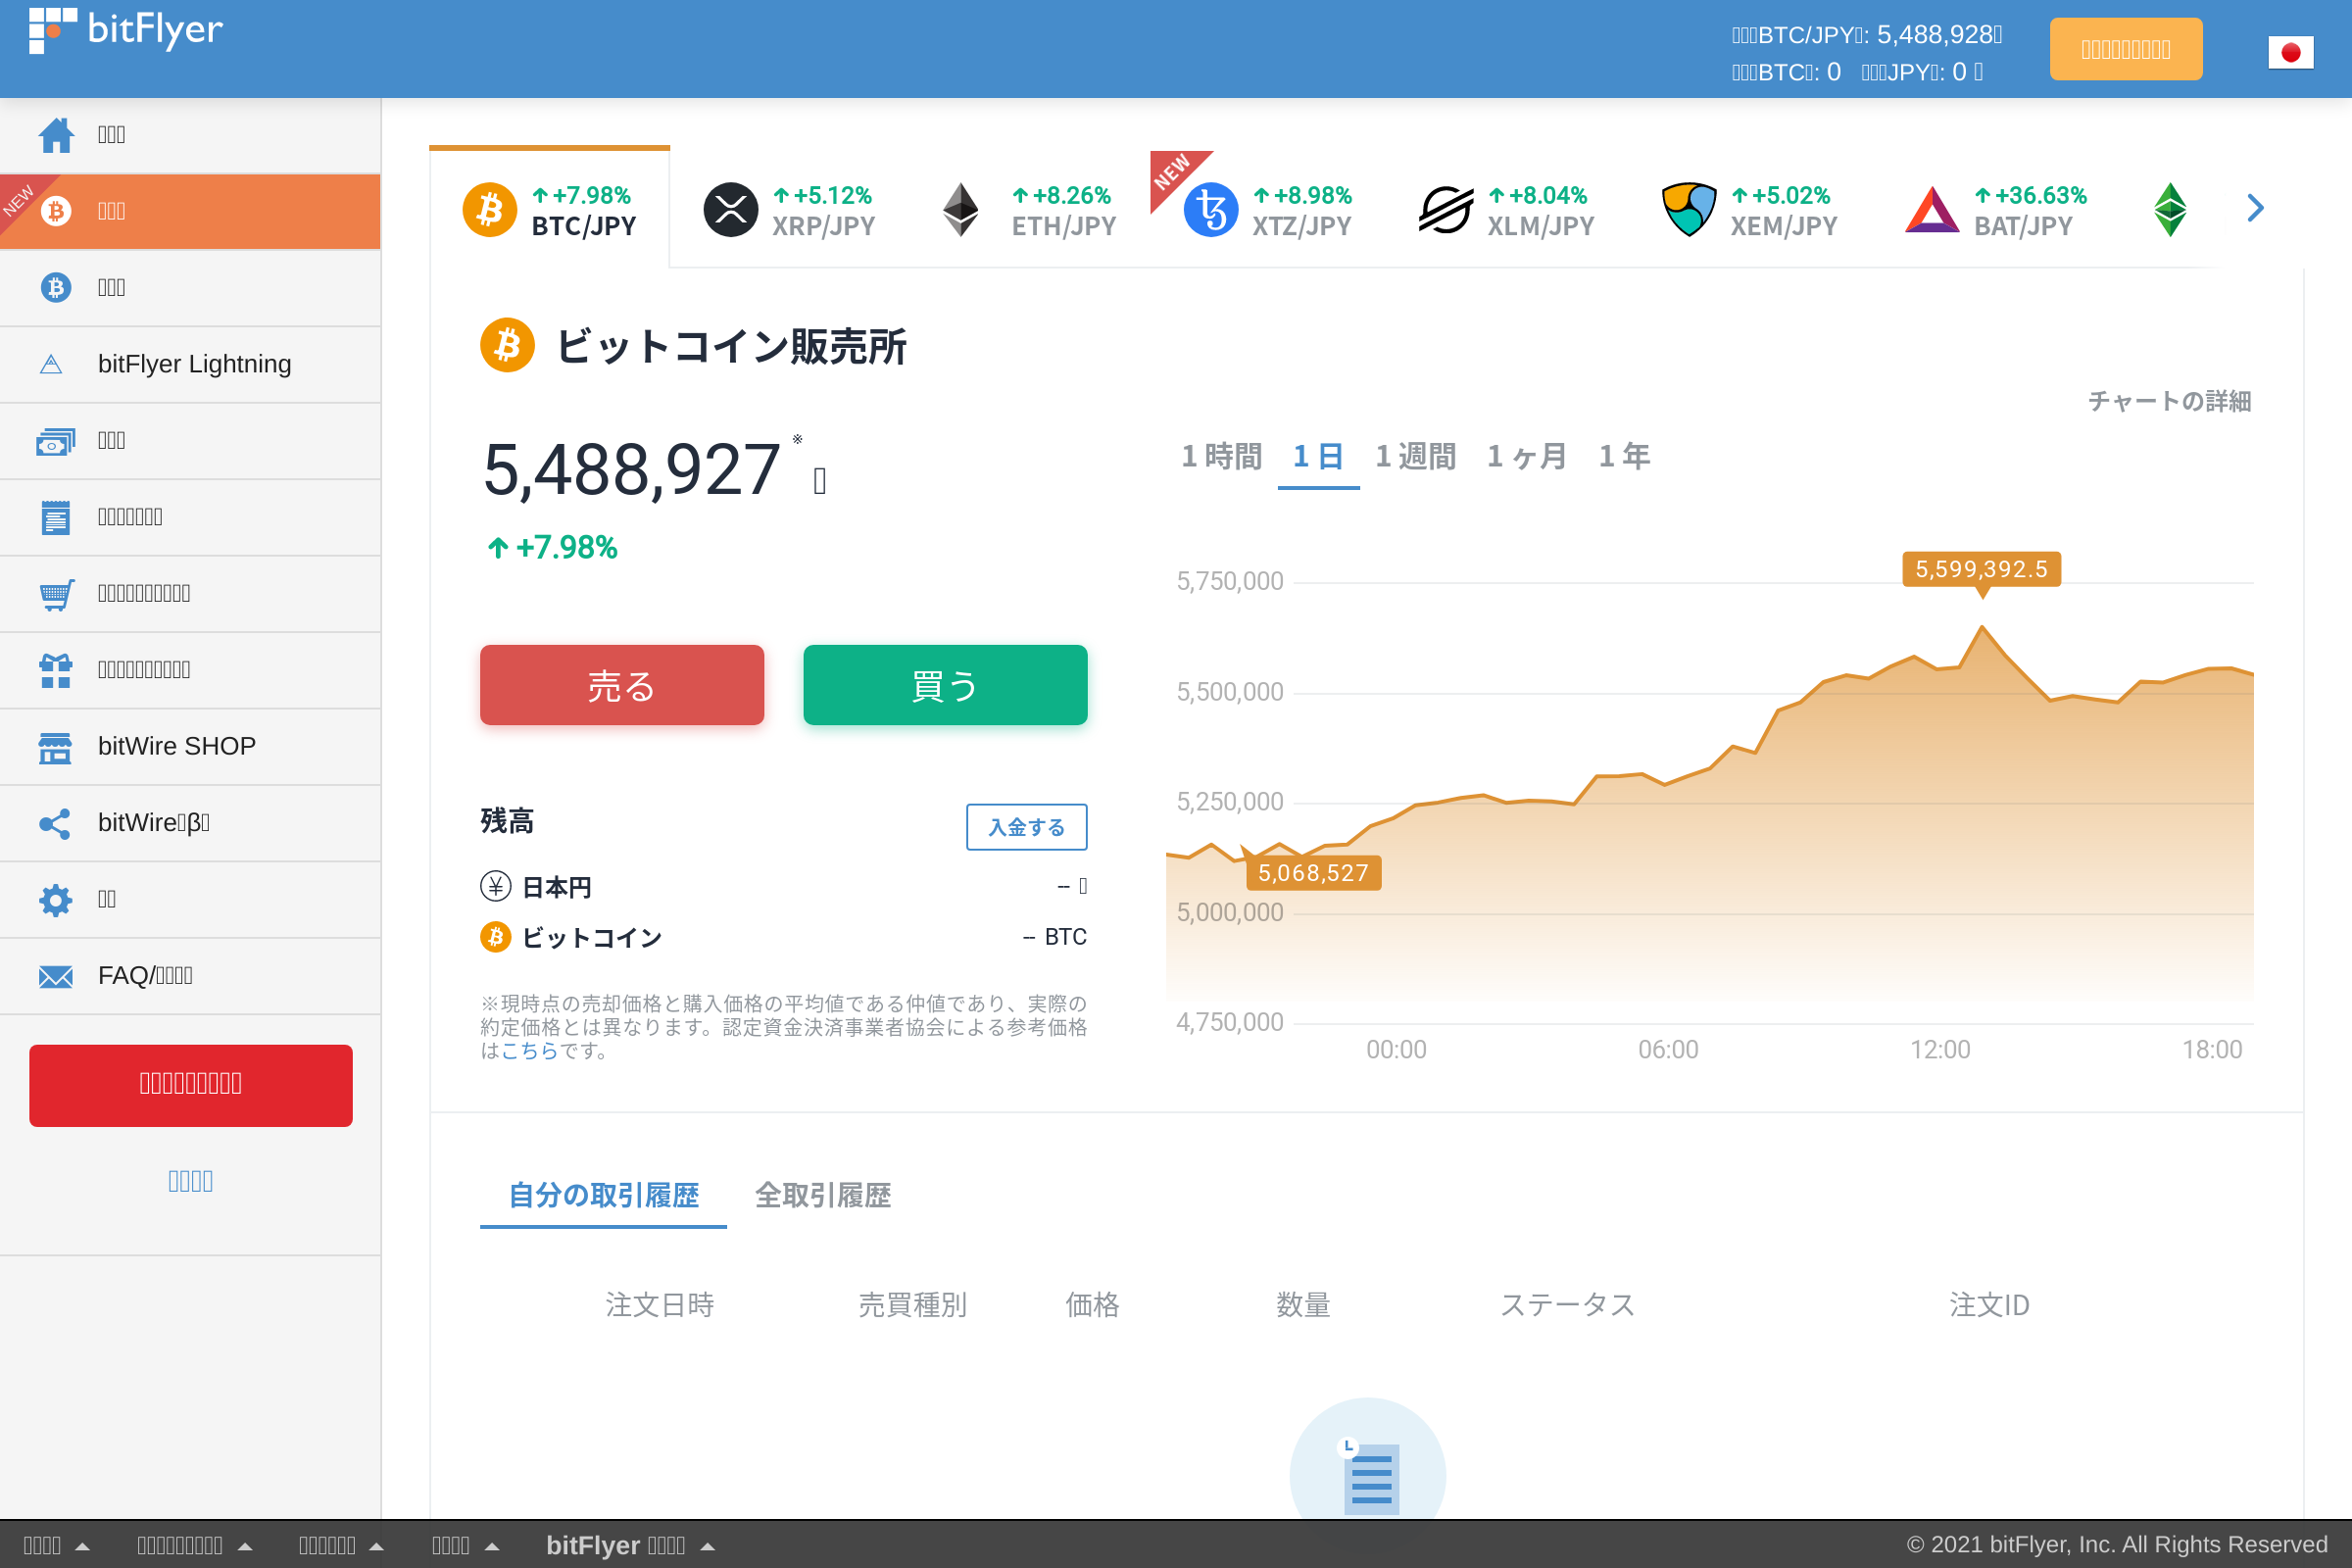 bitFlyer
BTC/JPY : 5,488,928
BTC : 0 JPY : 0
NEW
bitFlyer Lightning
bitWire SHOP
bitWire β
FAQ/
+7.98%
BTC/JPY
+5.12%
XRP/JPY
+8.26%
ETH/JPY
NEW
+8.98%
XTZ/JPY
+8.04%
XLM/JPY
+5.02%
XEM/JPY
+36.63%
BAT/JPY
ビットコイン販売所
5,488,927 ※
+7.98%
売る
買う
残高
入金する
日本円
--
ビットコイン
-- BTC
※現時点の売却価格と購入価格の平均値である仲値であり、実際の
約定価格とは異なります。認定資金決済事業者協会による参考価格
はこちらです。
チャートの詳細
1 時間 1 日 1 週間 1 ヶ月 1 年
5,599,392.5
5,750,000
5,500,000
5,250,000
5,068,527
5,000,000
4,750,000
00:00 06:00 12:00 18:00
自分の取引履歴 全取引履歴
注文日時 売買種別 価格 数量 ステータス 注文ID
bitFlyer
© 2021 bitFlyer, Inc. All Rights Reserved